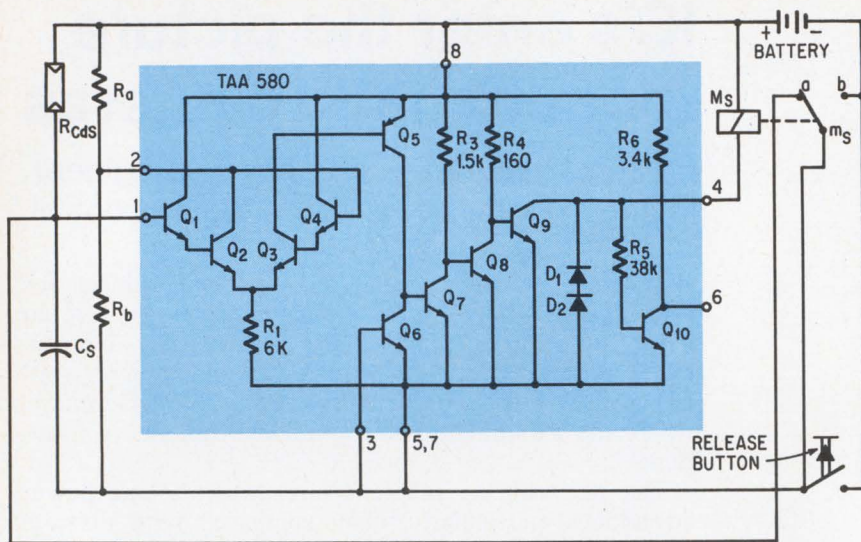 8
+ −
BATTERY
TAA 580
Ra
RCdS
Q5
R3
1.5k
R4
160
R6
3,4k
MS
a
b
mS
2
1
Q1
Q2
Q3
Q4
Q9
4
R5
38k
D1
D2
Q8
Q7
Q6
Q10
6
Rb
R1
6K
CS
3
5,7
RELEASE
BUTTON